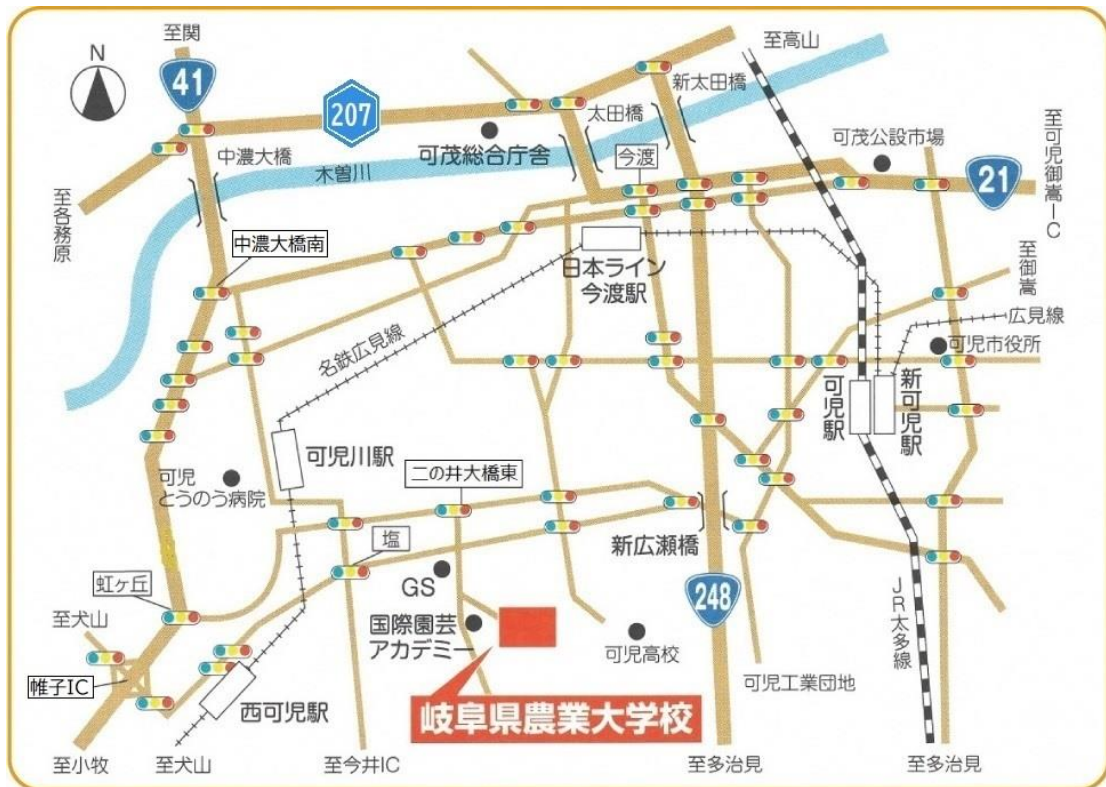 至関
N
41
207
至高山
新太田橋
太田橋
中濃大橋
可茂総合庁舎
木曽川
今渡
可茂公設市場
至可児御嵩IC
21
至各務原
中濃大橋南
日本ライン
今渡駅
至御嵩
広見線
名鉄広見線
可児市役所
可児駅
新可児駅
可児川駅
可児
とうのう病院
二の井大橋東
塩
新広瀬橋
GS
248
虹ヶ丘
至犬山
国際園芸
アカデミー
可児高校
JR太多線
帷子IC
西可児駅
可児工業団地
岐阜県農業大学校
至小牧
至犬山
至今井IC
至多治見
至多治見